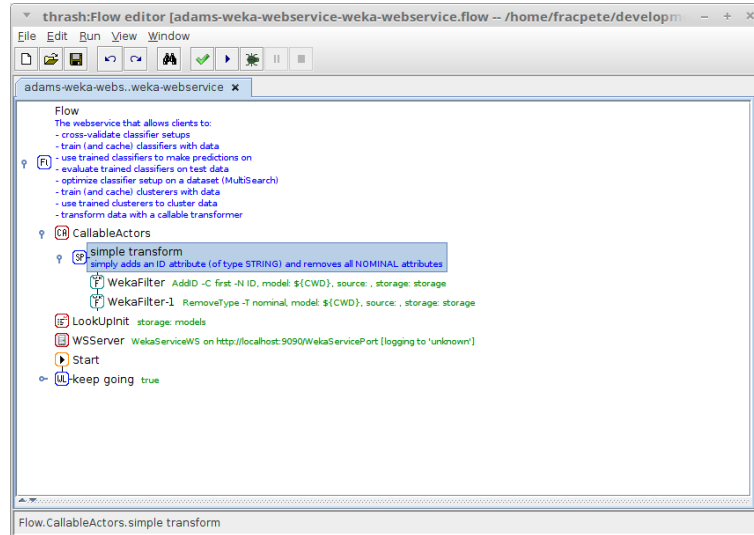 thrash:Flow editor [adams-weka-webservice-weka-webservice.flow -- /home/fracpete/developm
File Edit Run View Window
adams-weka-webs..weka-webservice
Flow
The webservice that allows clients to:
- cross-validate classifier setups
- train (and cache) classifiers with data
- use trained classifiers to make predictions on
- evaluate trained classifiers on test data
- optimize classifier setup on a dataset (MultiSearch)
- train (and cache) clusterers with data
- use trained clusterers to cluster data
- transform data with a callable transformer
Fl
CA CallableActors
SP simple transform
simply adds an ID attribute (of type STRING) and removes all NOMINAL attributes
F WekaFilter AddID -C first -N ID, model: ${CWD}, source: , storage: storage
F WekaFilter-1 RemoveType -T nominal, model: ${CWD}, source: , storage: storage
LookUpInit storage: models
WSServer WekaServiceWS on http://localhost:9090/WekaServicePort [logging to 'unknown']
Start
WL keep going true
Flow.CallableActors.simple transform